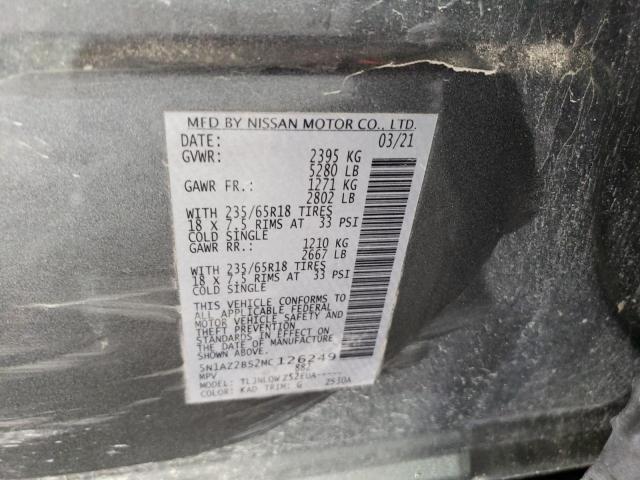 MFD BY NISSAN MOTOR CO., LTD.
DATE: 03/21
GVWR: 2395 KG
5280 LB
GAWR FR.: 1271 KG
2802 LB
WITH 235/65R18 TIRES
18 X 7.5 RIMS AT 33 PSI
COLD SINGLE
GAWR RR.: 1210 KG
2667 LB
WITH 235/65R18 TIRES
18 X 7.5 RIMS AT 33 PSI
COLD SINGLE
THIS VEHICLE CONFORMS TO
ALL APPLICABLE FEDERAL
MOTOR VEHICLE SAFETY AND
THEFT PREVENTION
STANDARDS IN EFFECT ON
THE DATE OF MANUFACTURE
SHOWN ABOVE.
5N1AZ2BS2MC126249
MPV 882
MODEL: TL3NLQW Z52EUA-----
COLOR: KAD TRIM: G Z530A